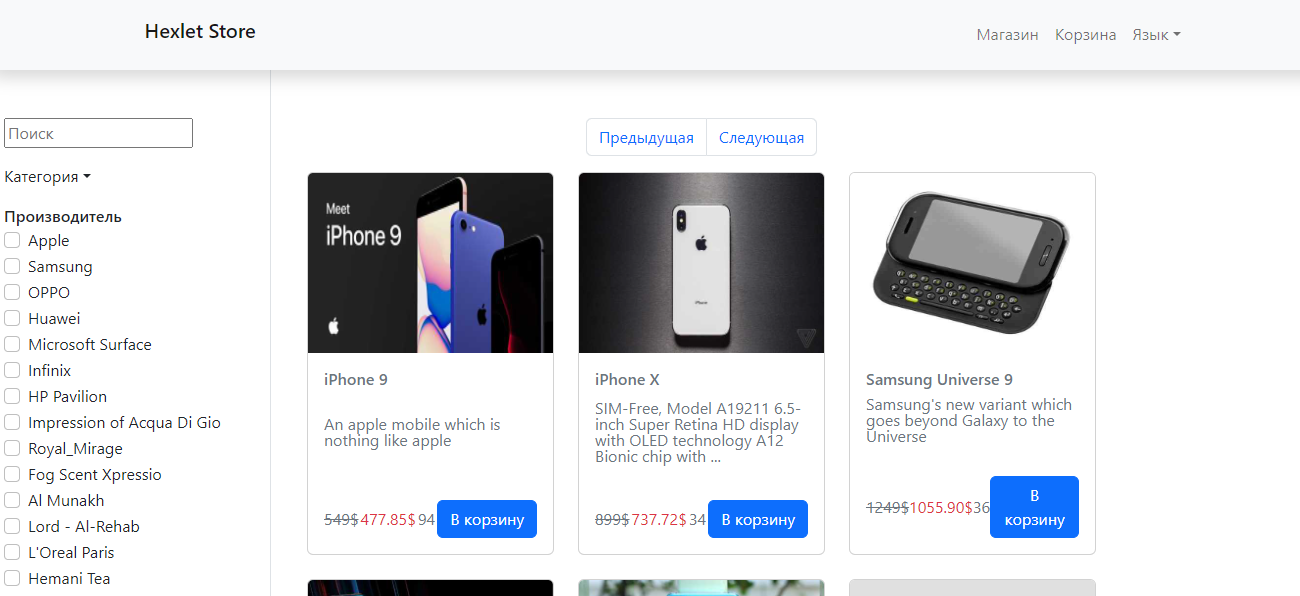 Hexlet Store
Магазин Корзина Язык
Поиск
Категория
Производитель
Apple
Samsung
OPPO
Huawei
Microsoft Surface
Infinix
HP Pavilion
Impression of Acqua Di Gio
Royal_Mirage
Fog Scent Xpressio
Al Munakh
Lord - Al-Rehab
L'Oreal Paris
Hemani Tea
Предыдущая Следующая
Meet
iPhone 9
iPhone 9
An apple mobile which is
nothing like apple
549$ 477.85$ 94 В корзину
iPhone
iPhone X
SIM-Free, Model A19211 6.5-
inch Super Retina HD display
with OLED technology A12
Bionic chip with ...
899$ 737.72$ 34 В корзину
Samsung Universe 9
Samsung's new variant which
goes beyond Galaxy to the
Universe
1249$1055.90$36 В
корзину